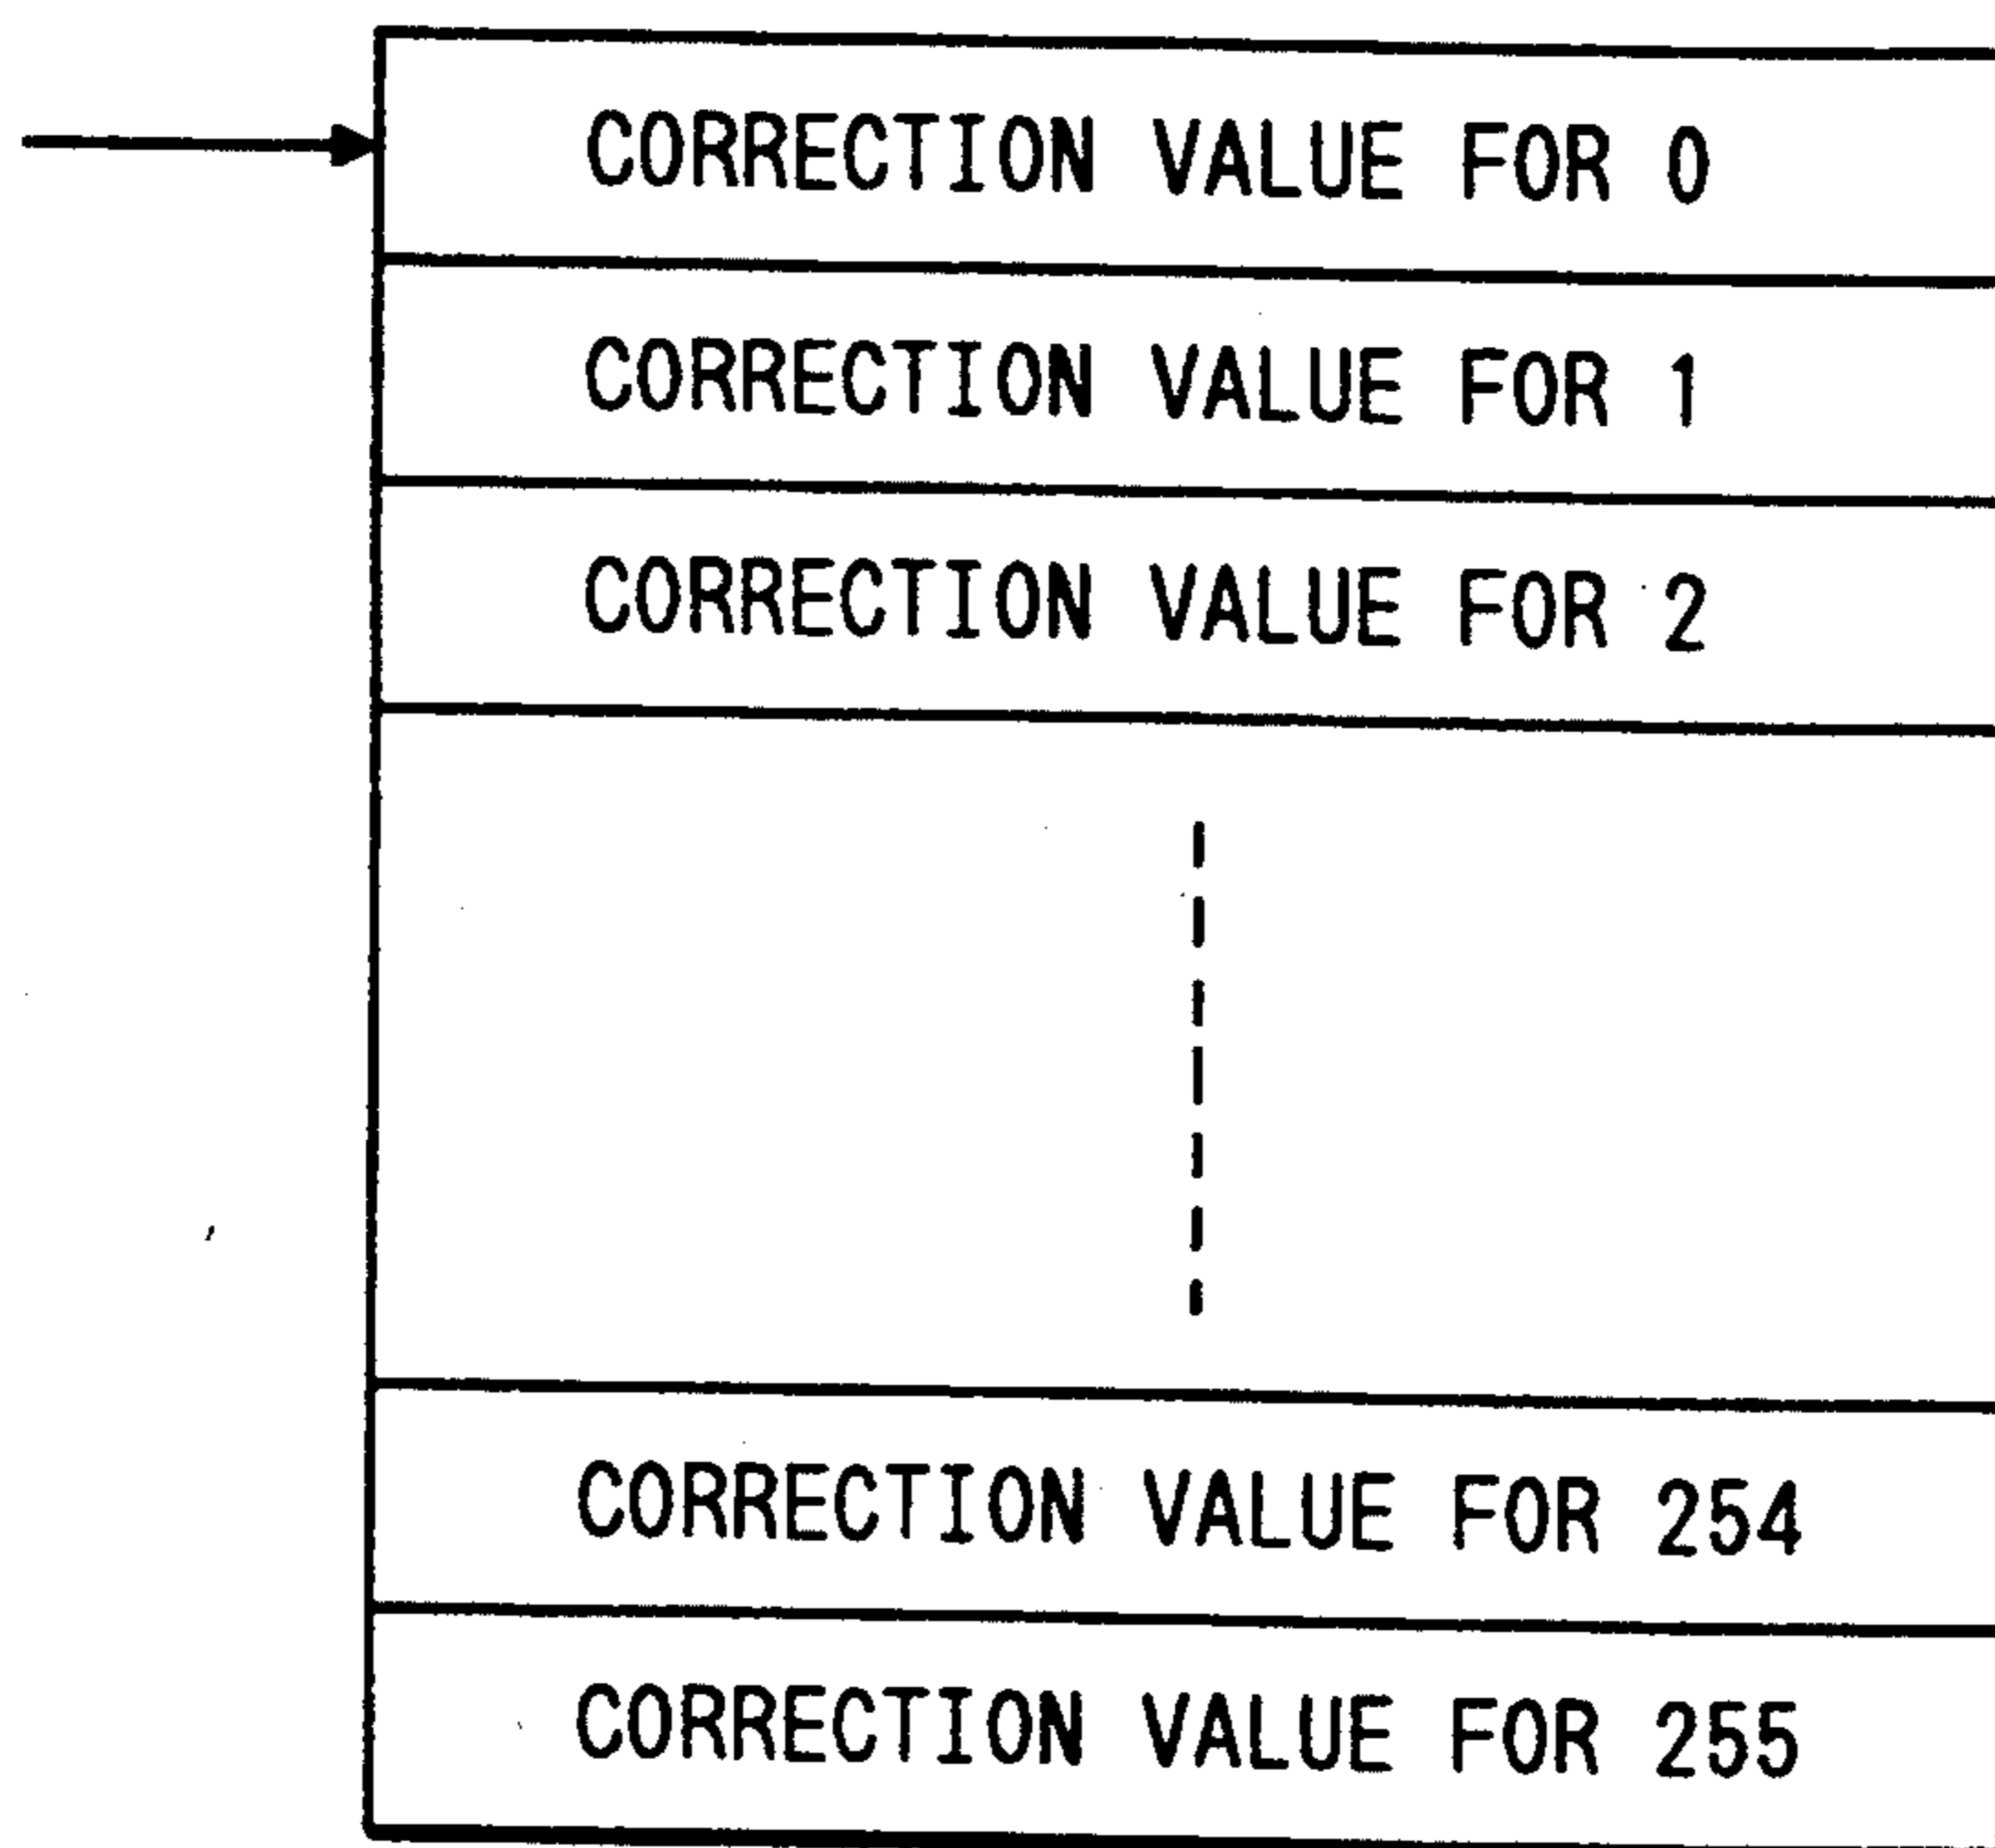 CORRECTION VALUE FOR 0
CORRECTION VALUE FOR 1
CORRECTION VALUE FOR 2
CORRECTION VALUE FOR 254
CORRECTION VALUE FOR 255